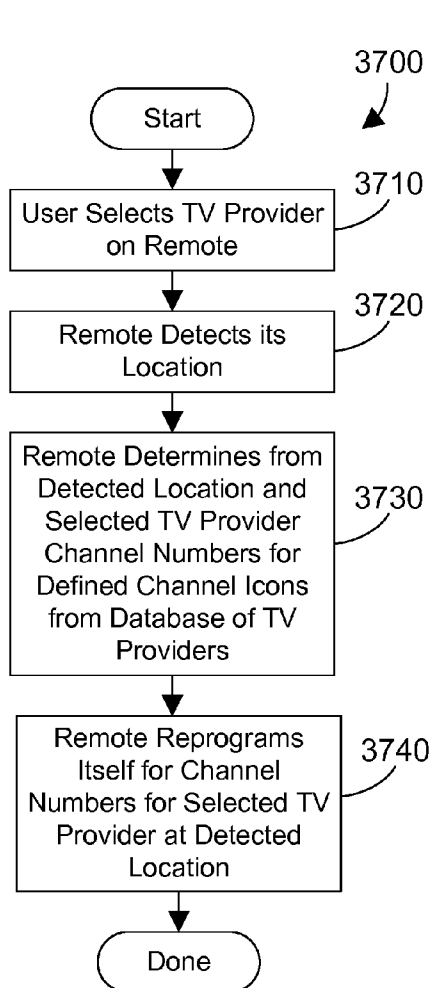 3700
Start
3710
User Selects TV Provider
on Remote
3720
Remote Detects its
Location
3730
Remote Determines from
Detected Location and
Selected TV Provider
Channel Numbers for
Defined Channel Icons
from Database of TV
Providers
3740
Remote Reprograms
Itself for Channel
Numbers for Selected TV
Provider at Detected
Location
Done